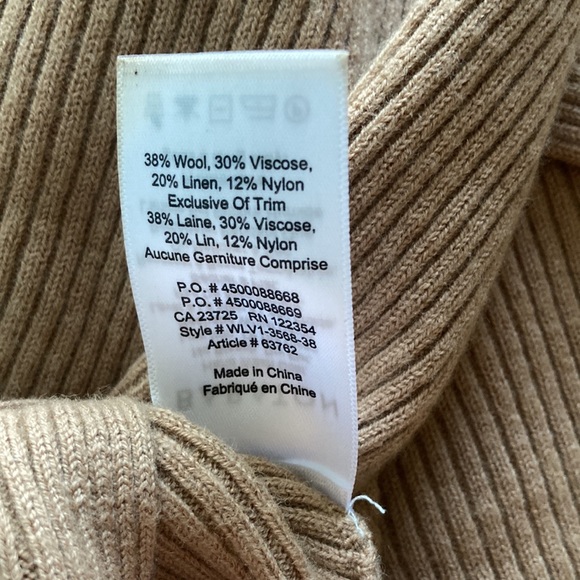 38% Wool, 30% Viscose,
20% Linen, 12% Nylon
Exclusive Of Trim
38% Laine, 30% Viscose,
20% Lin, 12% Nylon
Aucune Garniture Comprise
P.O. # 4500088668
P.O. # 4500088669
CA 23725 RN 122354
Style # WLV1-3568-38
Article # 63762
Made in China
Fabriqué en Chine